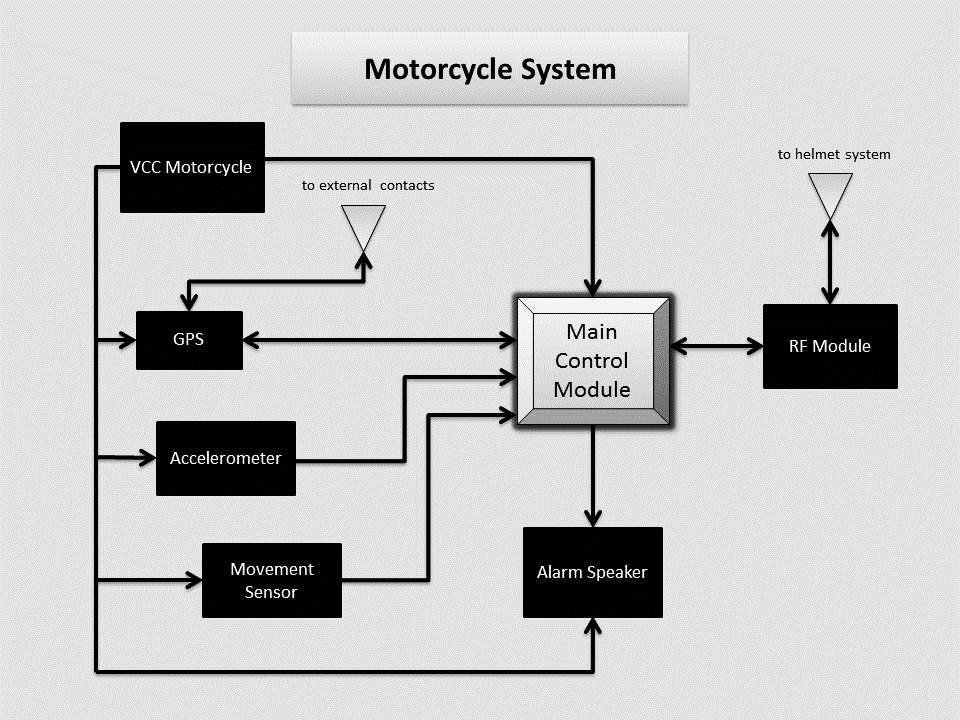 Motorcycle System
VCC Motorcycle
to external contacts
to helmet system
GPS
Main
Control
Module
RF Module
Accelerometer
Movement
Sensor
Alarm Speaker